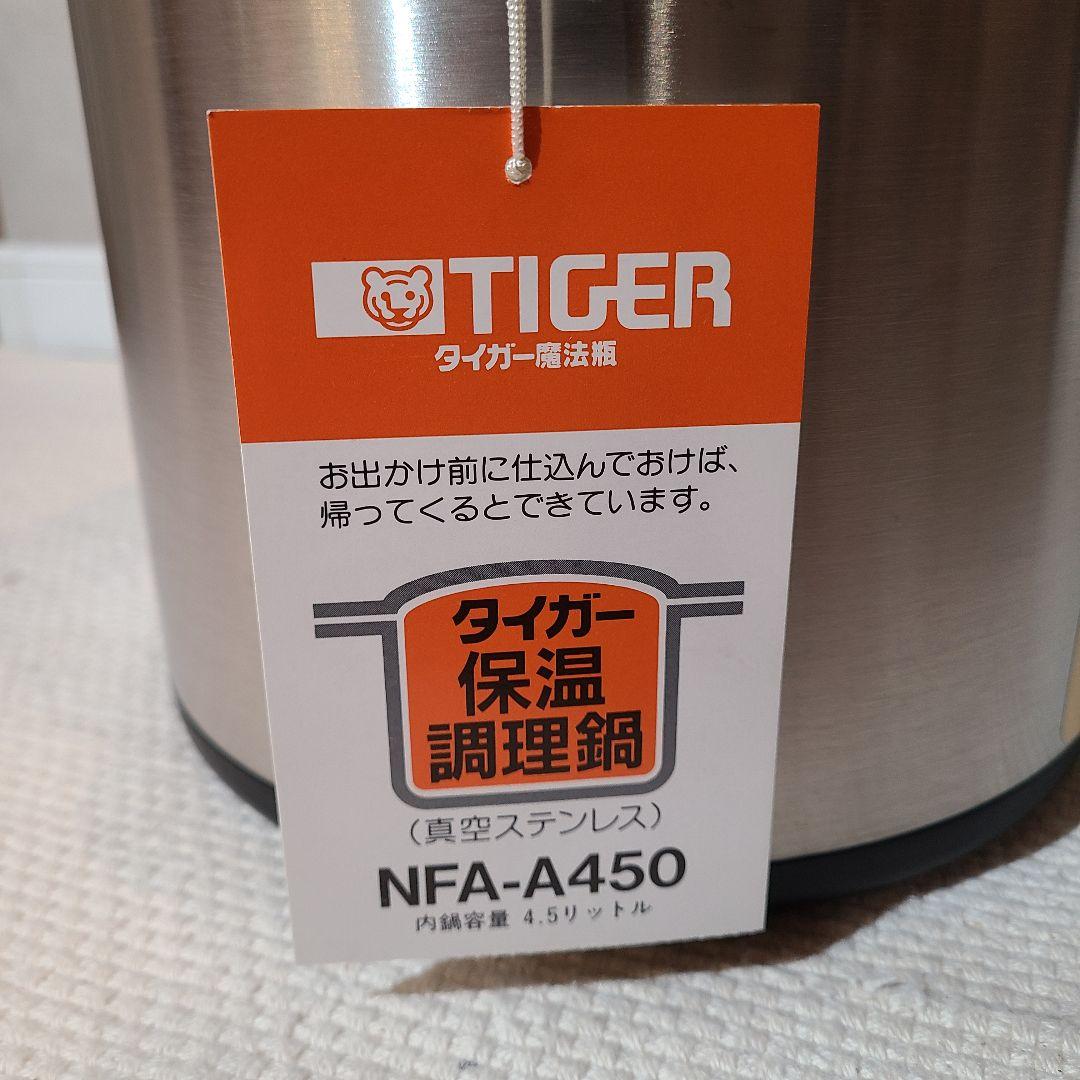 TIGER
タイガー魔法瓶
お出かけ前に仕込んでおけば、
帰ってくるとできています。
タイガー
保温
調理鍋
(真空ステンレス)
NFA-A450
内鍋容量 4.5リットル